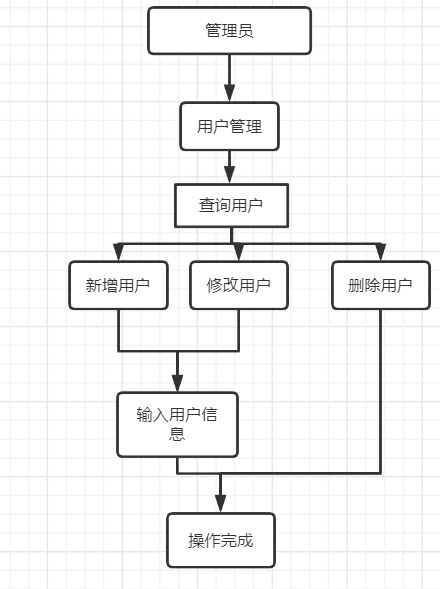 管理员
用户管理
查询用户
新增用户
修改用户
删除用户
输入用户信
息
操作完成